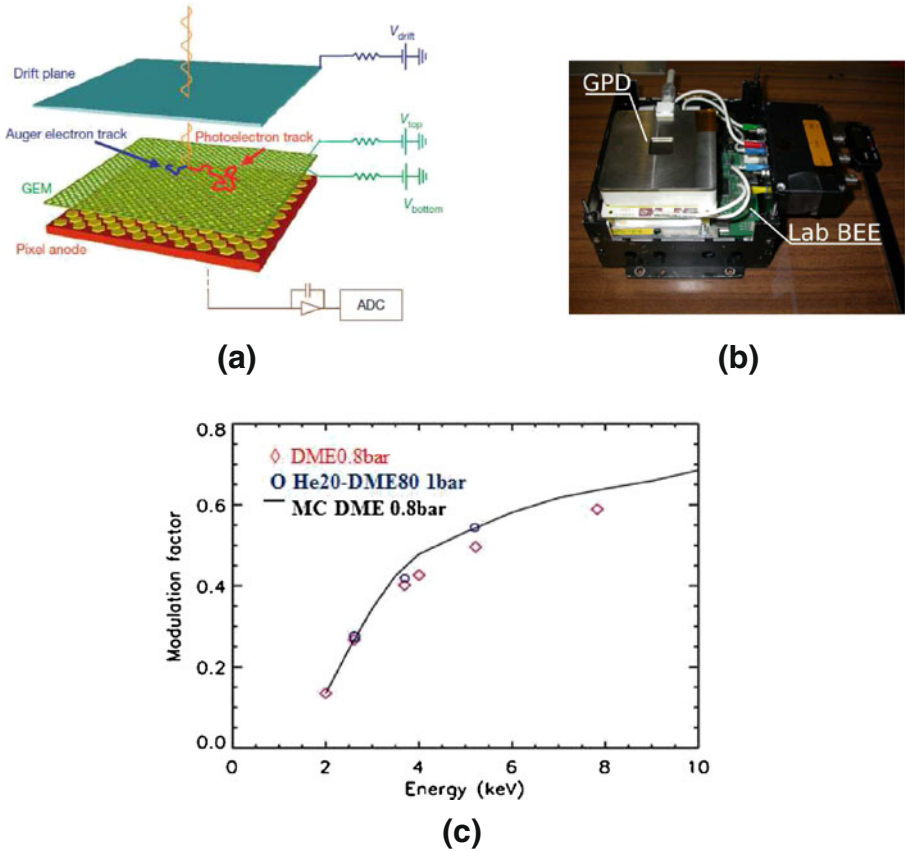 Drift plane
V_drift
Auger electron track
Photoelectron track
V_top
GEM
V_bottom
Pixel anode
ADC
(a)
GPD
Lab BEE
(b)
0.8
0.6
0.4
0.2
0.0
Modulation factor
◇ DME0.8bar
O He20-DME80 1bar
— MC DME 0.8bar
0 2 4 6 8 10
Energy (keV)
(c)